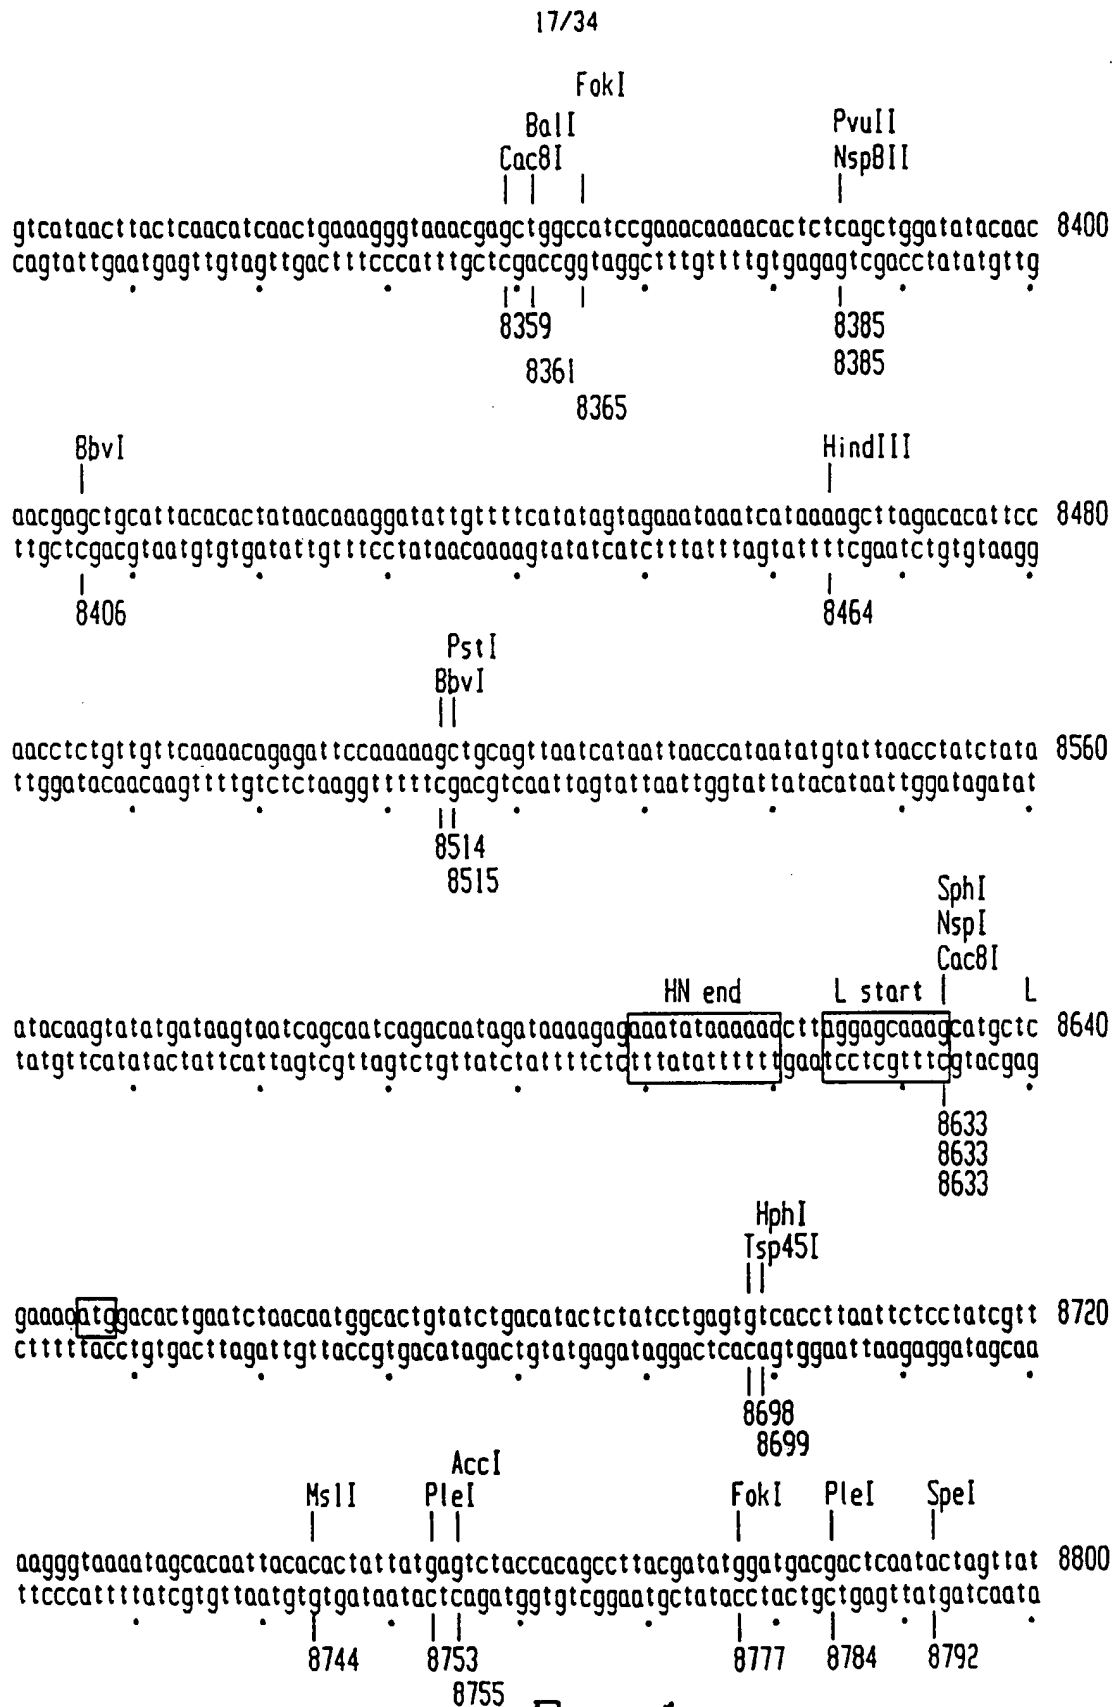 17/34
FokI
BalI PvuII
Cac8I NspBII
gtcataacttactcaacatcaactgaaagggtaaacgagctggccatccgaaacaaaacactctcagctggatatacaac 8400
cagtattgaatgagttgtagttgactttcccatttgctcgaccggtaggctttgttttgtgagagtcgacctatatgttg
8359 8385
8361 8385
8365
BbvI HindIII
aacgagctgcattacacactataacaaaggatattgttttcatatagtagaaataaatcataaaagcttagacacattcc 8480
ttgctcgacgtaatgtgtgatattgtttcctataacaaaagtatatcatctttatttagtattttcgaatctgtgtaagg
8406 8464
PstI
BbvI
aacctctgttgttcaaaacagagattccaaaaagctgcagttaatcataattaaccataatatgtattaacctatctata 8560
ttggatacaacaagttttgtctctaaggtttttcgacgtcaattagtattaattggtattatacataattggatagatat
8514
8515
SphI
NspI
Cac8I
HN end L start L
atacaagtatatgataagtaatcagcaatcagacaatagataaaagagaaatataaaaaacttaggagcaaagcatgctc 8640
tatgttcatatactattcattagtcgttagtctgttatctattttctctttatattttttgaatcctcgtttcgtacgag
8633
8633
8633
HphI
Tsp45I
gaaaaatggacactgaatctaacaatggcactgtatctgacatactctatcctgagtgtcaccttaattctcctatcgtt 8720
ctttttacctgtgacttagattgttaccgtgacatagactgtatgagataggactcacagtggaattaagaggatagcaa
8698
8699
AccI
MslI PleI FokI PleI SpeI
aagggtaaaatagcacaattacacactattatgagtctaccacagccttacgatatggatgacgactcaatactagttat 8800
ttcccattttatcgtgttaatgtgtgataatactcagatggtgtcggaatgctatacctactgctgagttatgatcaata
8744 8753 8777 8784 8792
8755